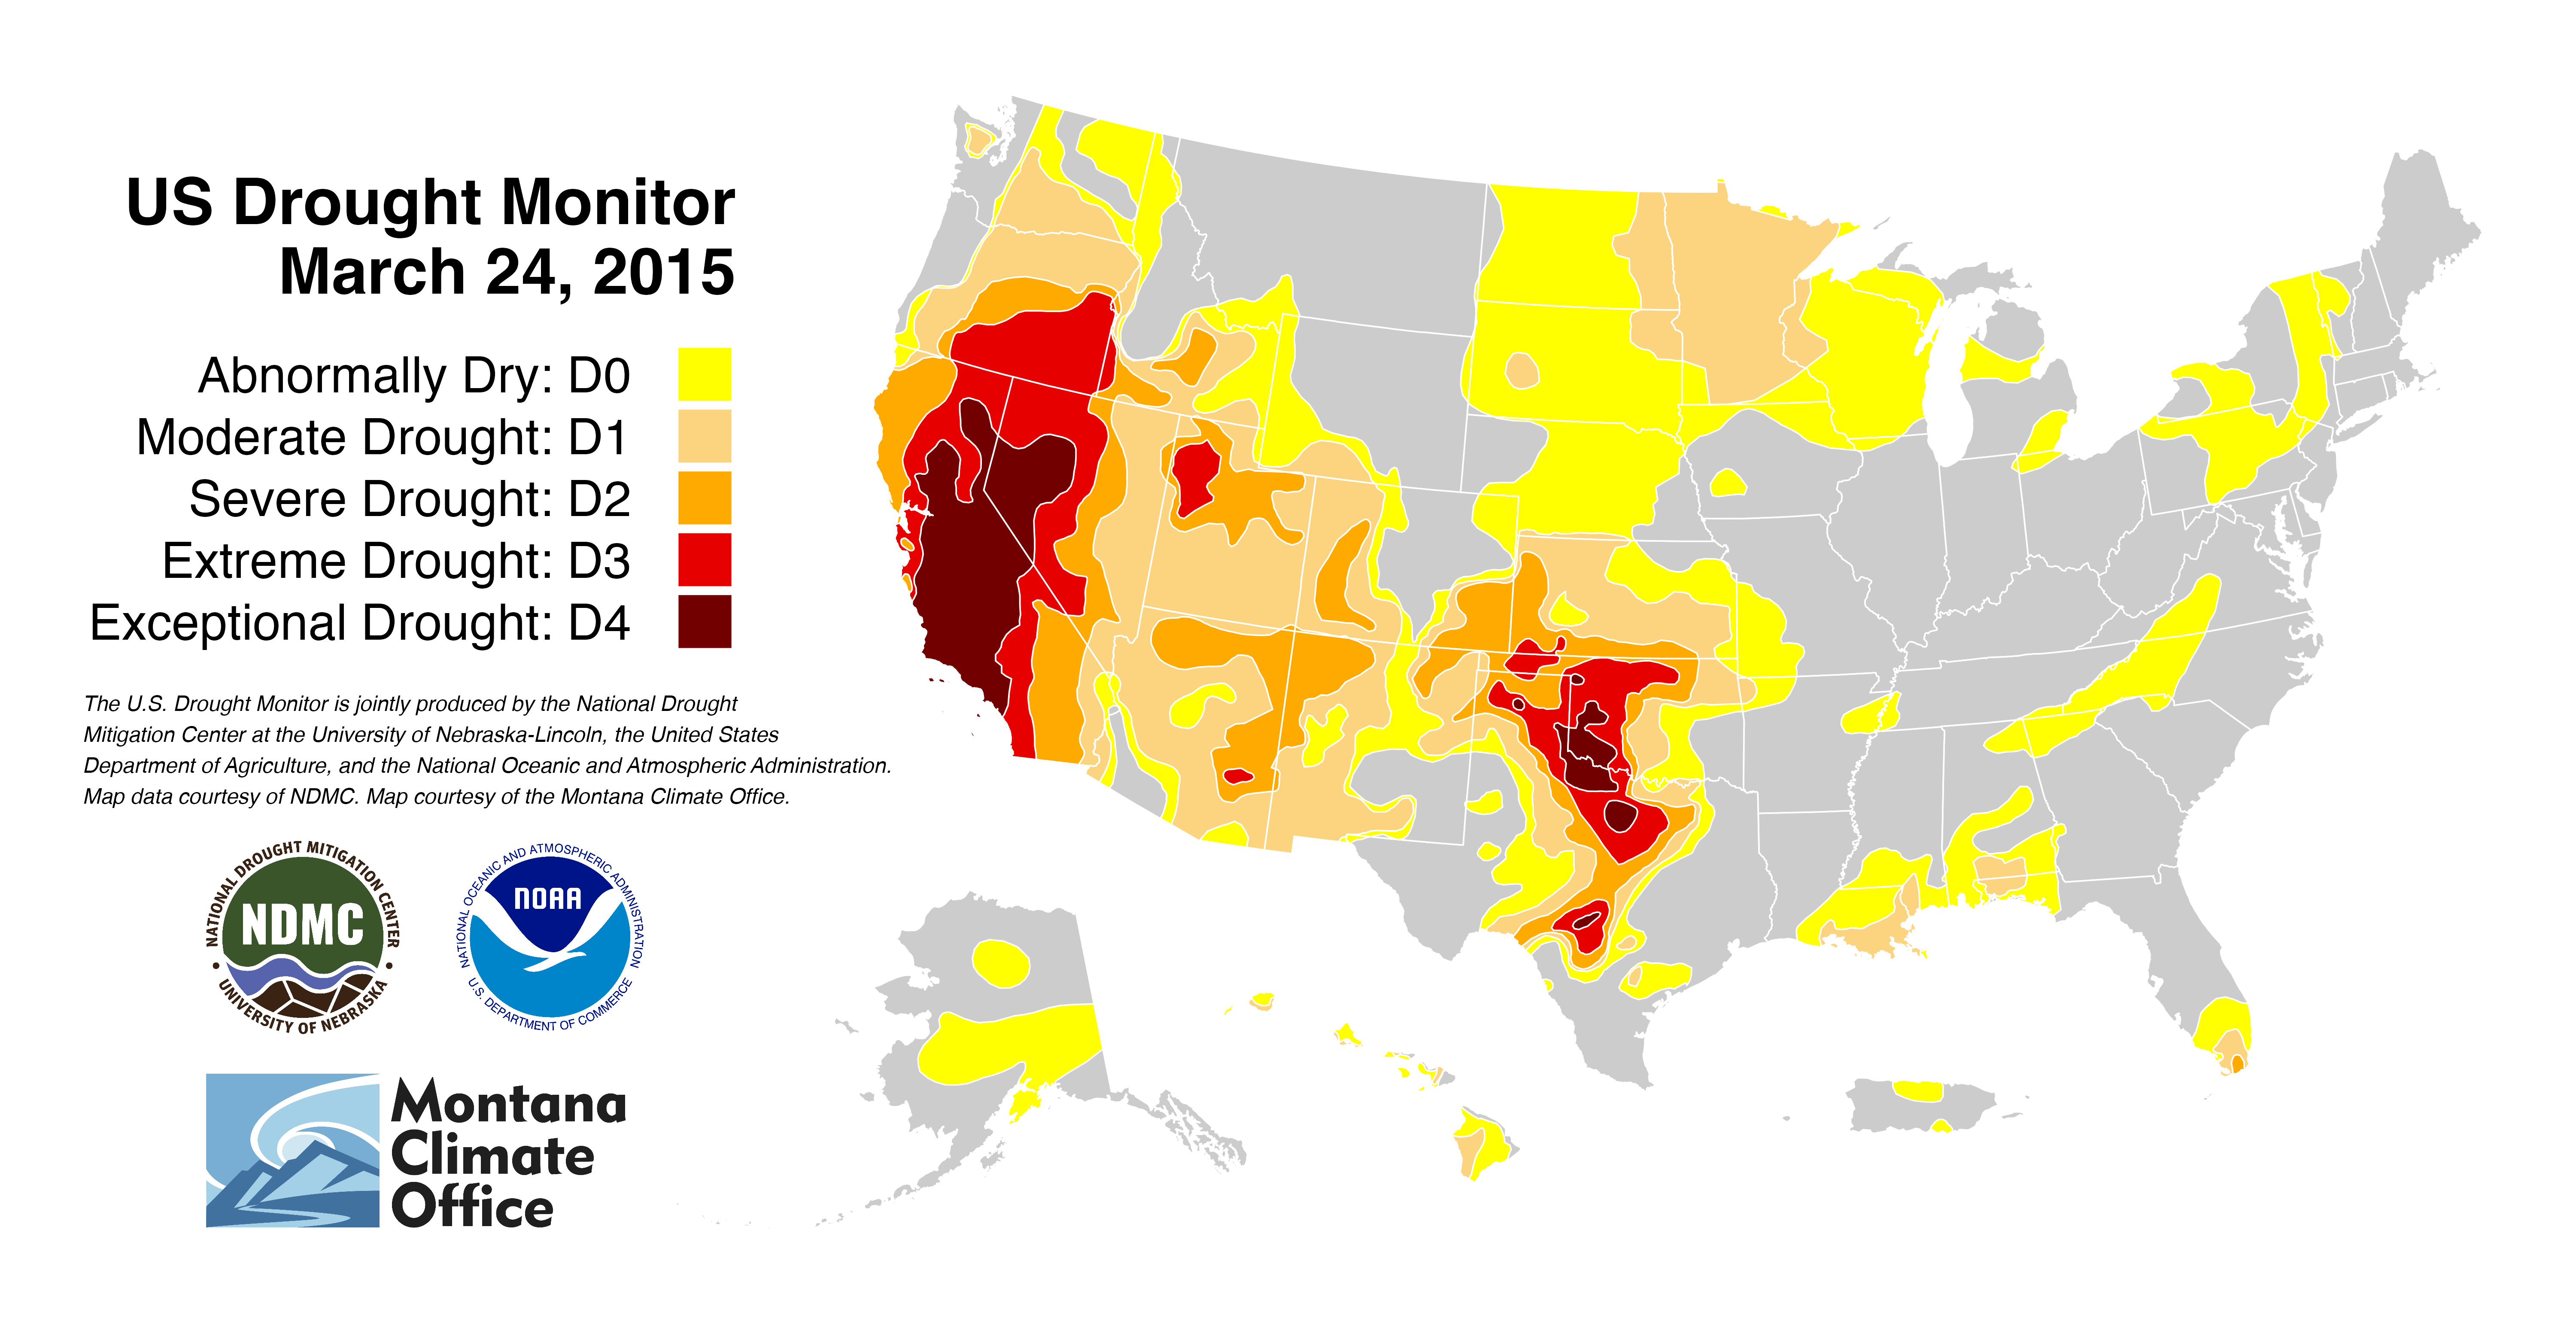 US Drought Monitor
March 24, 2015
Abnormally Dry: D0
Moderate Drought: D1
Severe Drought: D2
Extreme Drought: D3
Exceptional Drought: D4
The U.S. Drought Monitor is jointly produced by the National Drought
Mitigation Center at the University of Nebraska-Lincoln, the United States
Department of Agriculture, and the National Oceanic and Atmospheric Administration.
Map data courtesy of NDMC. Map courtesy of the Montana Climate Office.
NATIONAL DROUGHT MITIGATION CENTER
NDMC
• UNIVERSITY OF NEBRASKA •
NATIONAL OCEANIC AND ATMOSPHERIC ADMINISTRATION
NOAA
U.S. DEPARTMENT OF COMMERCE
Montana
Climate
Office